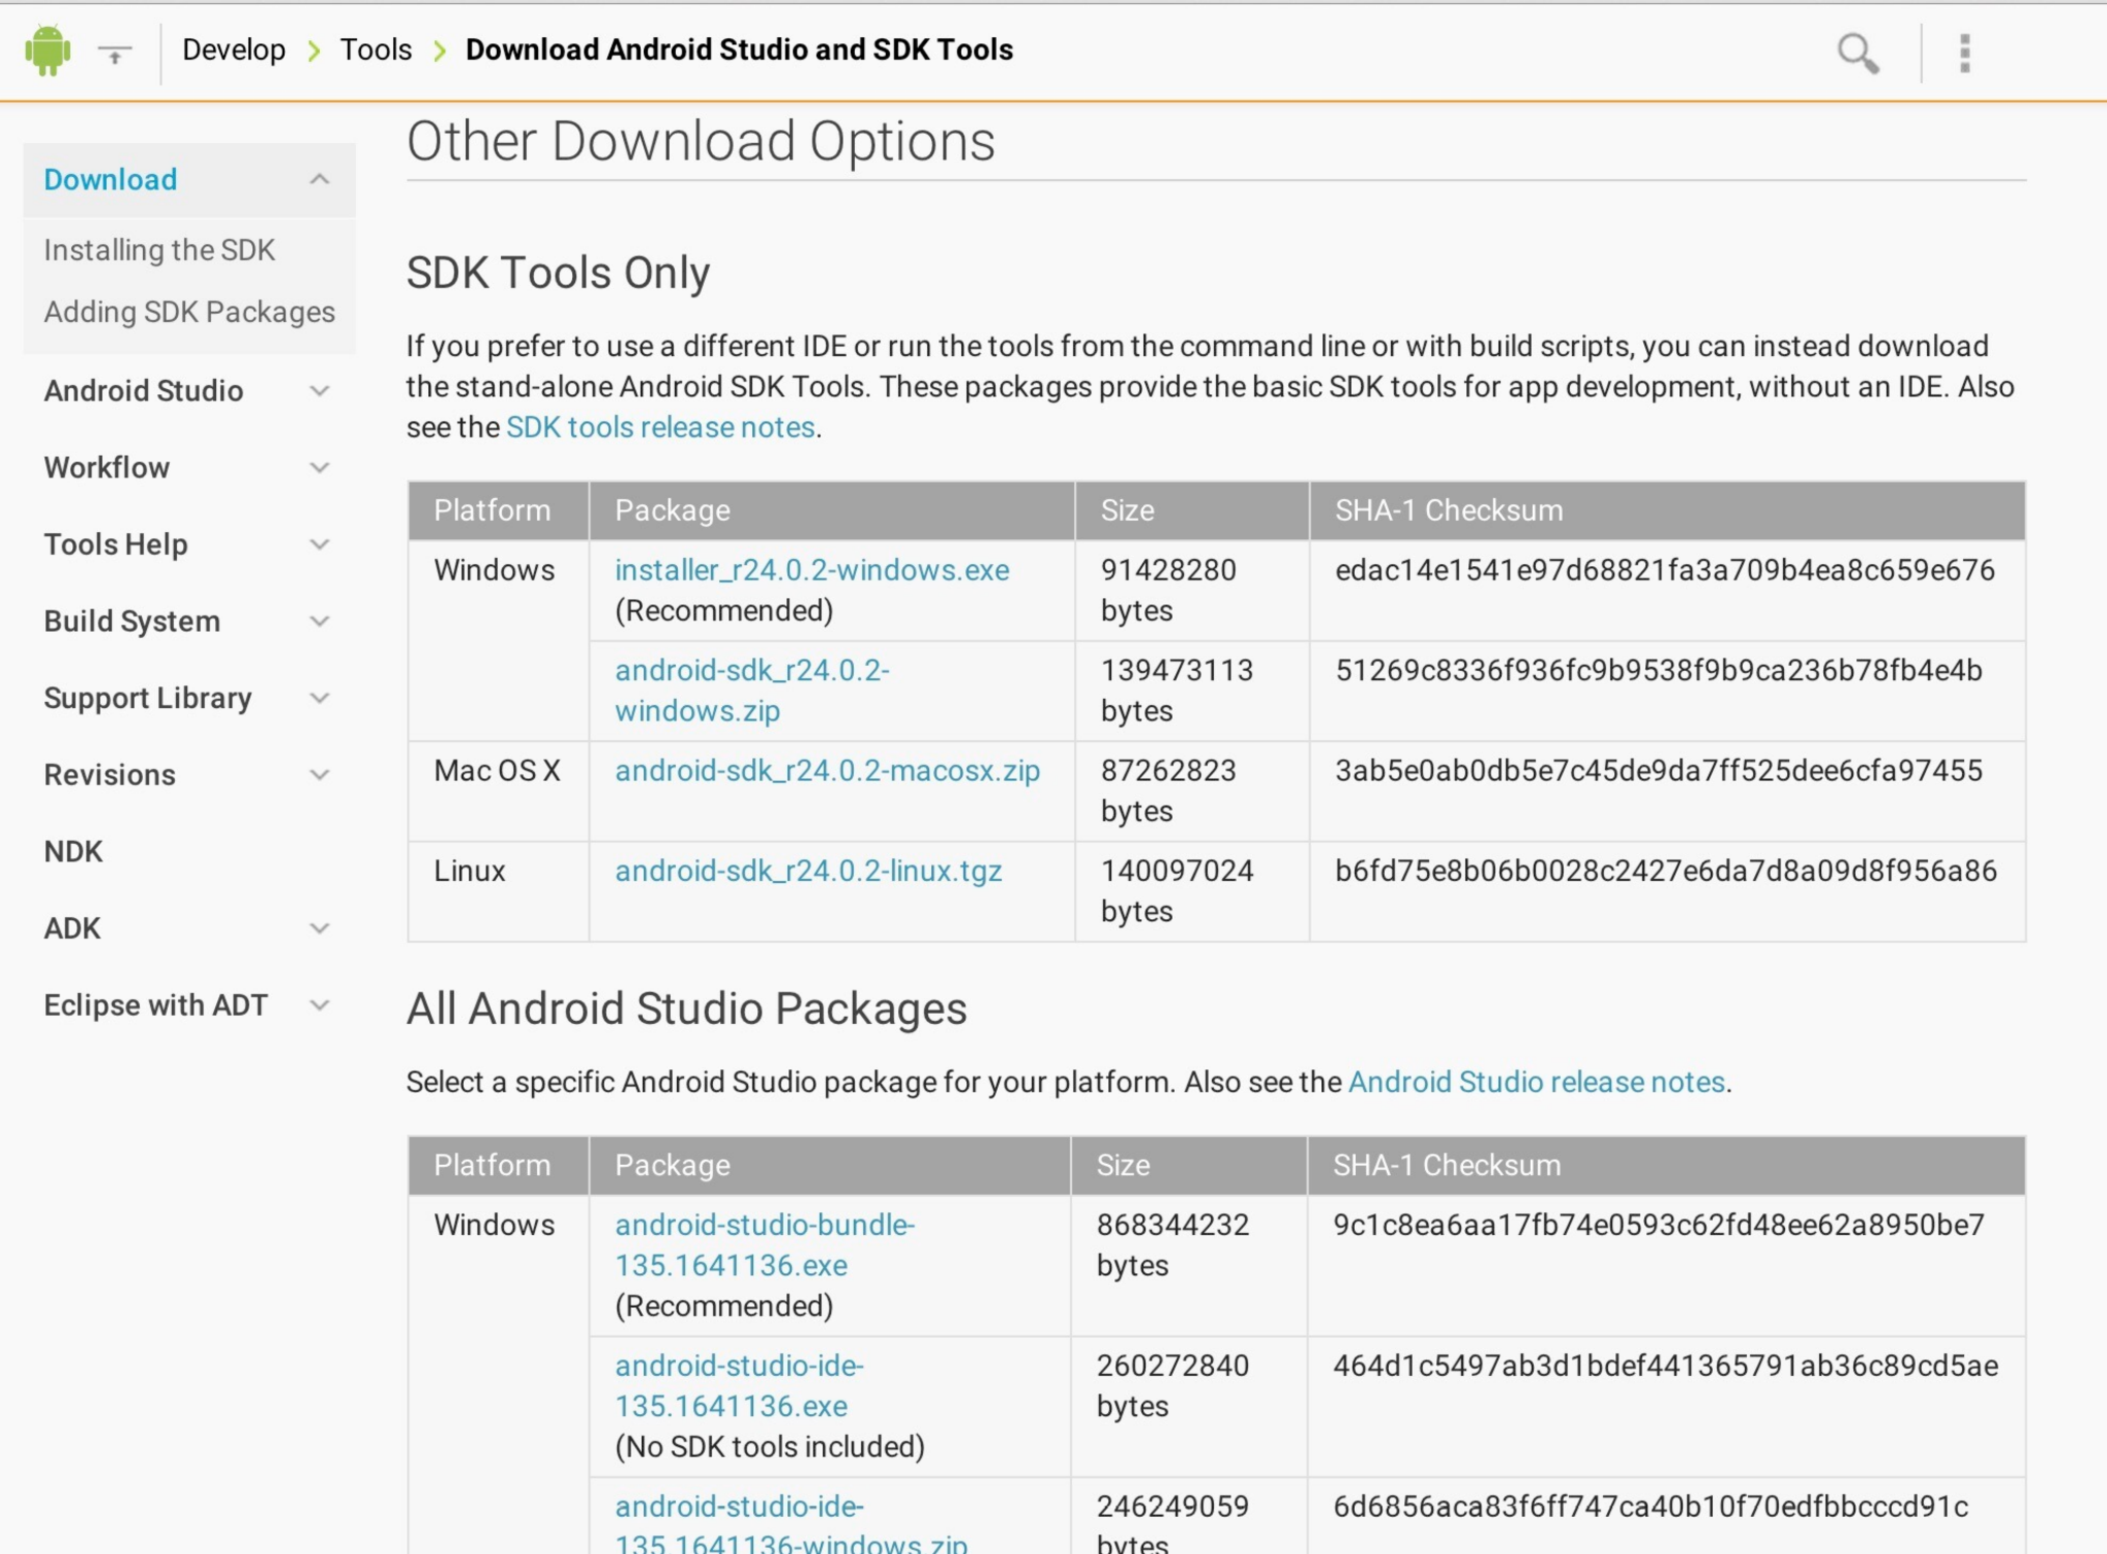 Develop > Tools > Download Android Studio and SDK Tools
Download
Installing the SDK
Adding SDK Packages
Android Studio
Workflow
Tools Help
Build System
Support Library
Revisions
NDK
ADK
Eclipse with ADT
Other Download Options
SDK Tools Only
If you prefer to use a different IDE or run the tools from the command line or with build scripts, you can instead download
the stand-alone Android SDK Tools. These packages provide the basic SDK tools for app development, without an IDE. Also
see the SDK tools release notes.
Platform Package Size SHA-1 Checksum
Windows installer_r24.0.2-windows.exe 91428280 edac14e1541e97d68821fa3a709b4ea8c659e676
(Recommended) bytes
android-sdk_r24.0.2- 139473113 51269c8336f936fc9b9538f9b9ca236b78fb4e4b
windows.zip bytes
Mac OS X android-sdk_r24.0.2-macosx.zip 87262823 3ab5e0ab0db5e7c45de9da7ff525dee6cfa97455
bytes
Linux android-sdk_r24.0.2-linux.tgz 140097024 b6fd75e8b06b0028c2427e6da7d8a09d8f956a86
bytes
All Android Studio Packages
Select a specific Android Studio package for your platform. Also see the Android Studio release notes.
Platform Package Size SHA-1 Checksum
Windows android-studio-bundle- 868344232 9c1c8ea6aa17fb74e0593c62fd48ee62a8950be7
135.1641136.exe bytes
(Recommended)
android-studio-ide- 260272840 464d1c5497ab3d1bdef441365791ab36c89cd5ae
135.1641136.exe bytes
(No SDK tools included)
android-studio-ide- 246249059 6d6856aca83f6ff747ca40b10f70edfbbcccd91c
135.1641136-windows.zip bytes